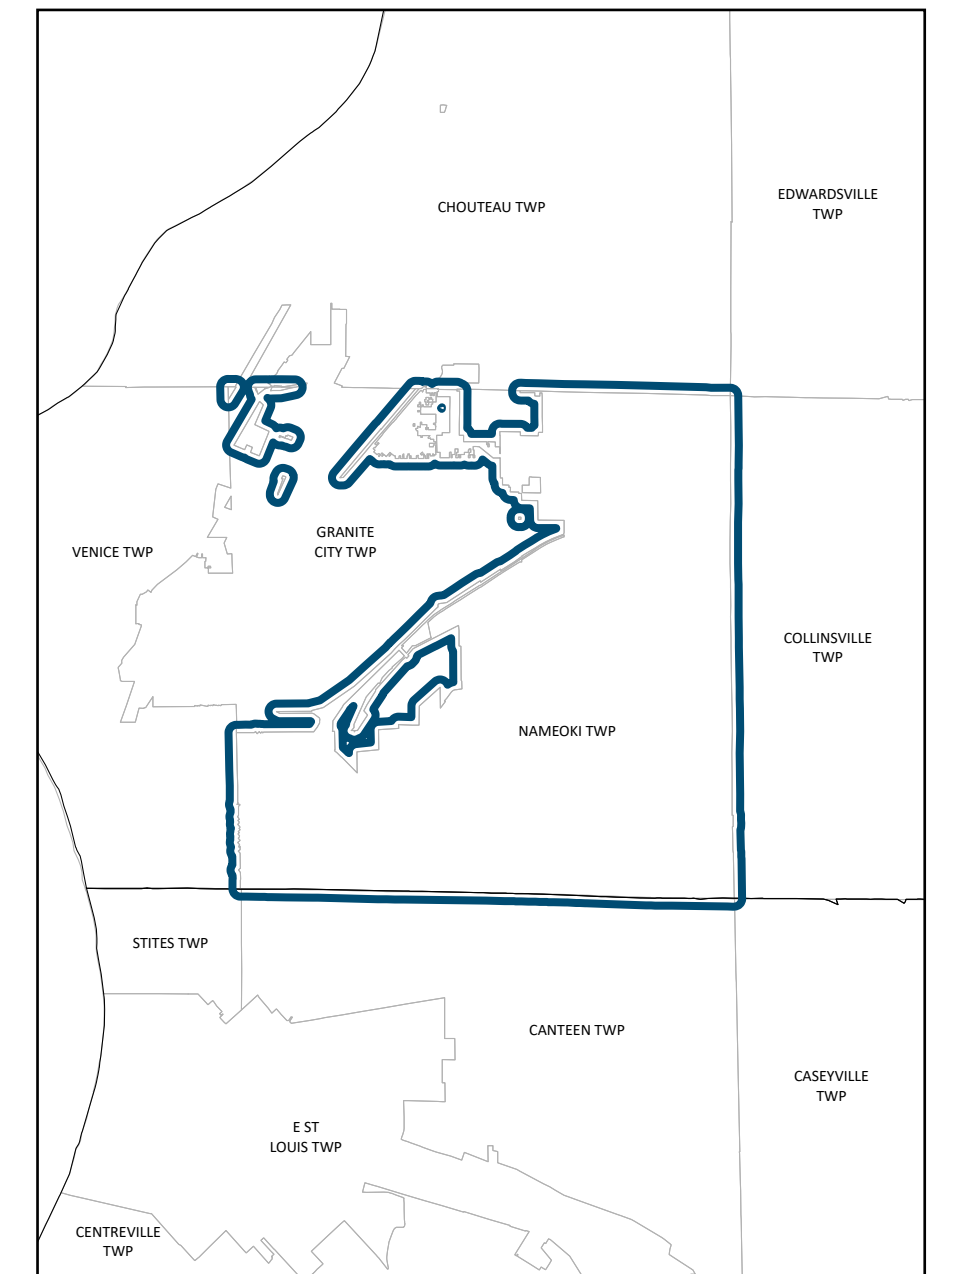 EDWARDSVILLE
TWP
CHOUTEAU TWP
GRANITE
CITY TWP
VENICE TWP
COLLINSVILLE
TWP
NAMEOKI TWP
STITES TWP
CANTEEN TWP
CASEYVILLE
TWP
E ST
LOUIS TWP
CENTREVILLE
TWP